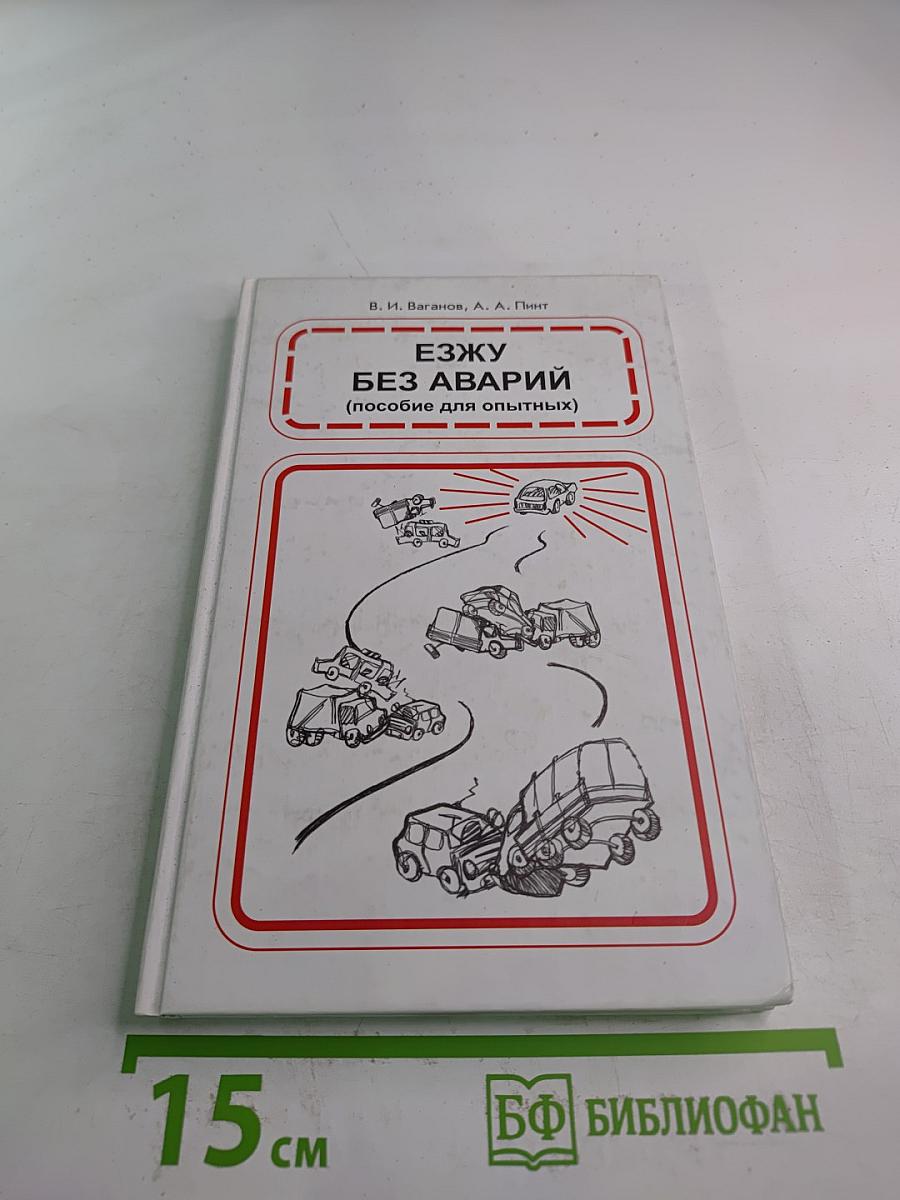 В. И. Ваганов, А. А. Пинт
ЕЗЖУ
БЕЗ АВАРИЙ
(пособие для опытных)
15 см
БФ БИБЛИОФАН